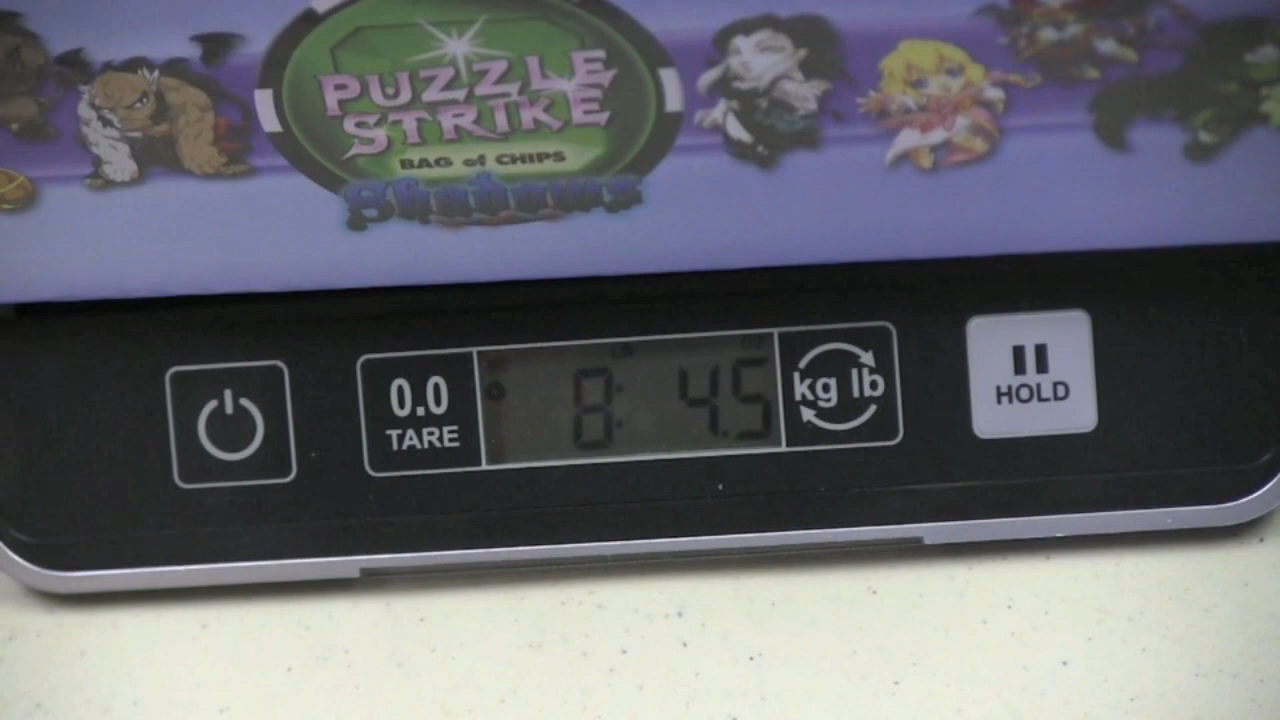 PUZZLE
STRIKE
BAG of CHIPS
Shadows
0.0
TARE
8: 4.5
kg lb
HOLD